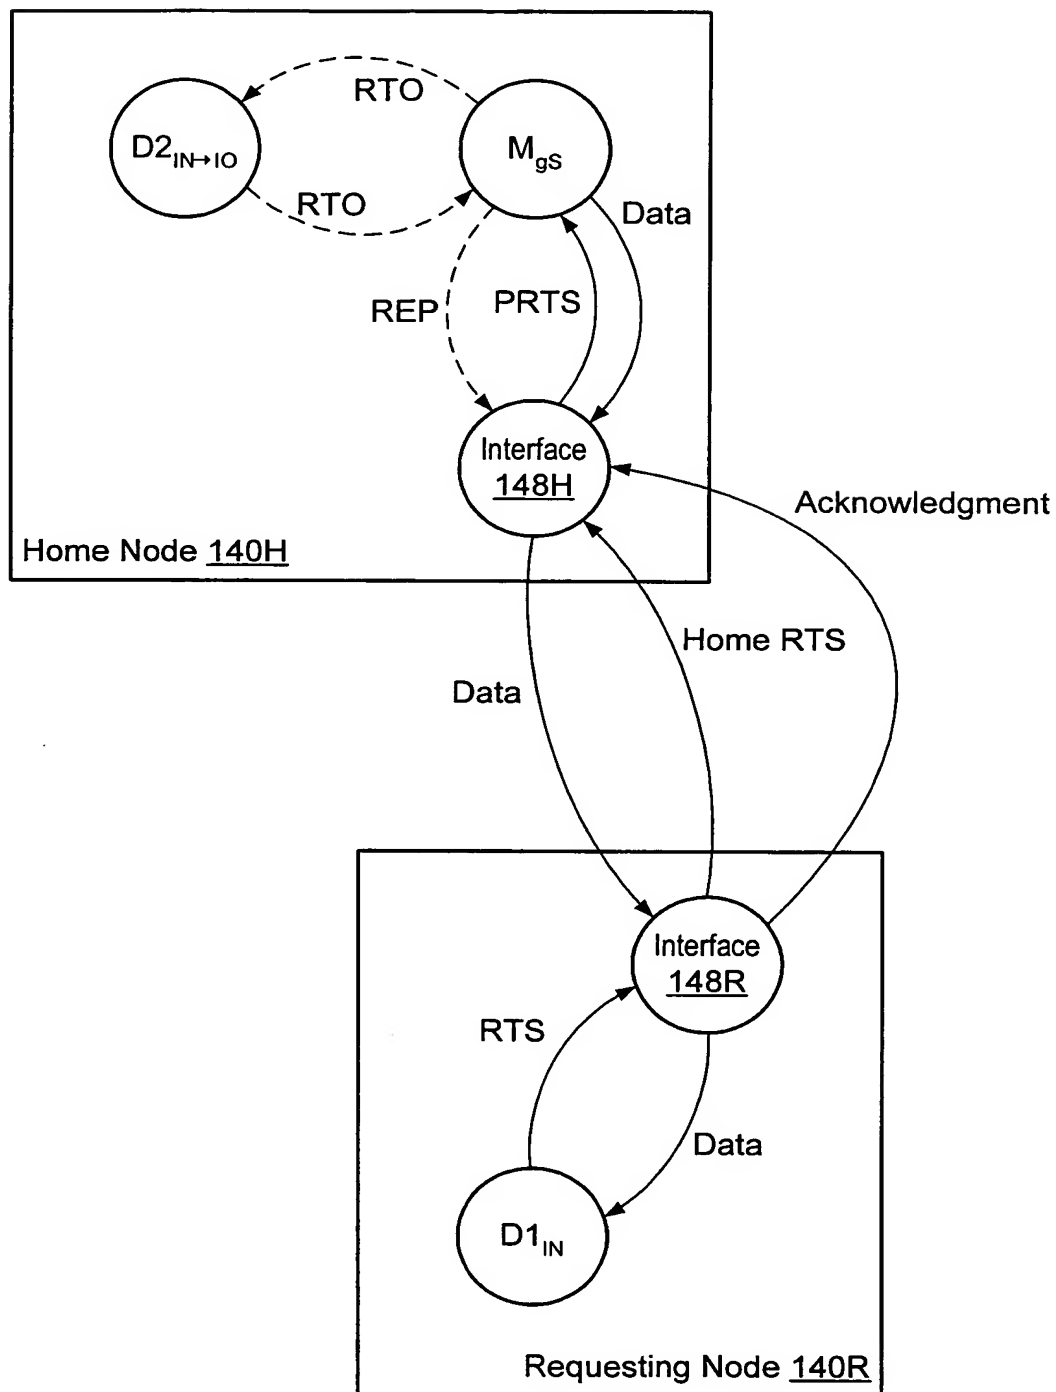 RTO
D2IN→IO
MgS
RTO
Data
REP
PRTS
Interface
148H
Acknowledgment
Home Node 140H
Home RTS
Data
Interface
148R
RTS
Data
D1IN
Requesting Node 140R